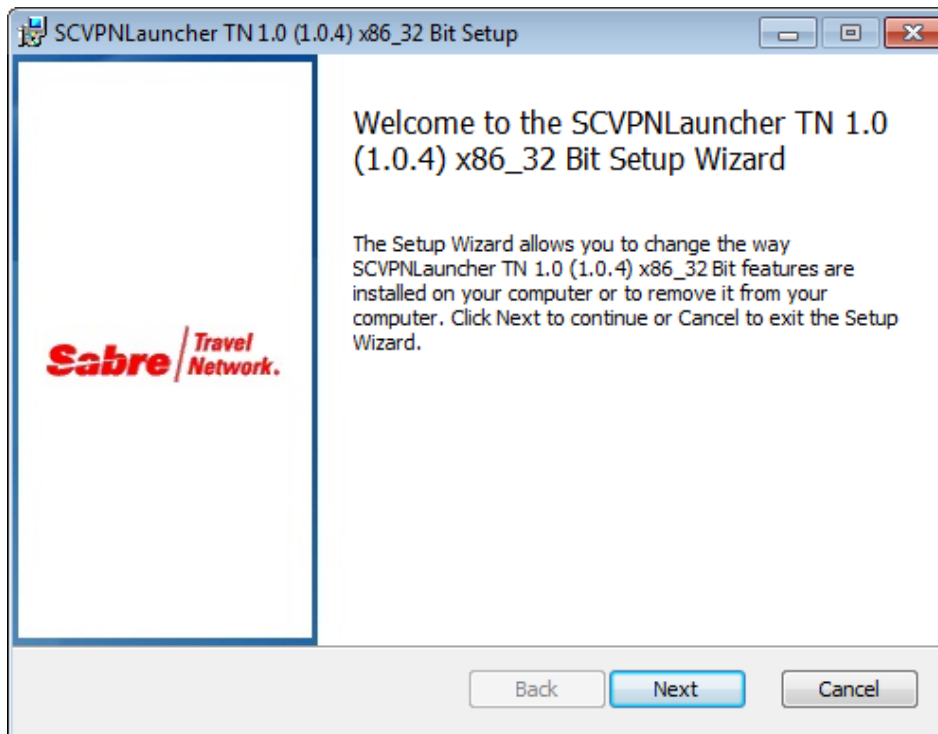 SCVPNLauncher TN 1.0 (1.0.4) x86_32 Bit Setup
Welcome to the SCVPNLauncher TN 1.0
(1.0.4) x86_32 Bit Setup Wizard
The Setup Wizard allows you to change the way
SCVPNLauncher TN 1.0 (1.0.4) x86_32 Bit features are
installed on your computer or to remove it from your
computer. Click Next to continue or Cancel to exit the Setup
Wizard.
Sabre Travel
Network.
Back Next Cancel